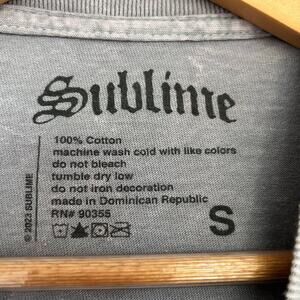 Sublime
100% Cotton
machine wash cold with like colors
do not bleach
tumble dry low
do not iron decoration
made in Dominican Republic
RN# 90355
S
© 2023 SUBLIME